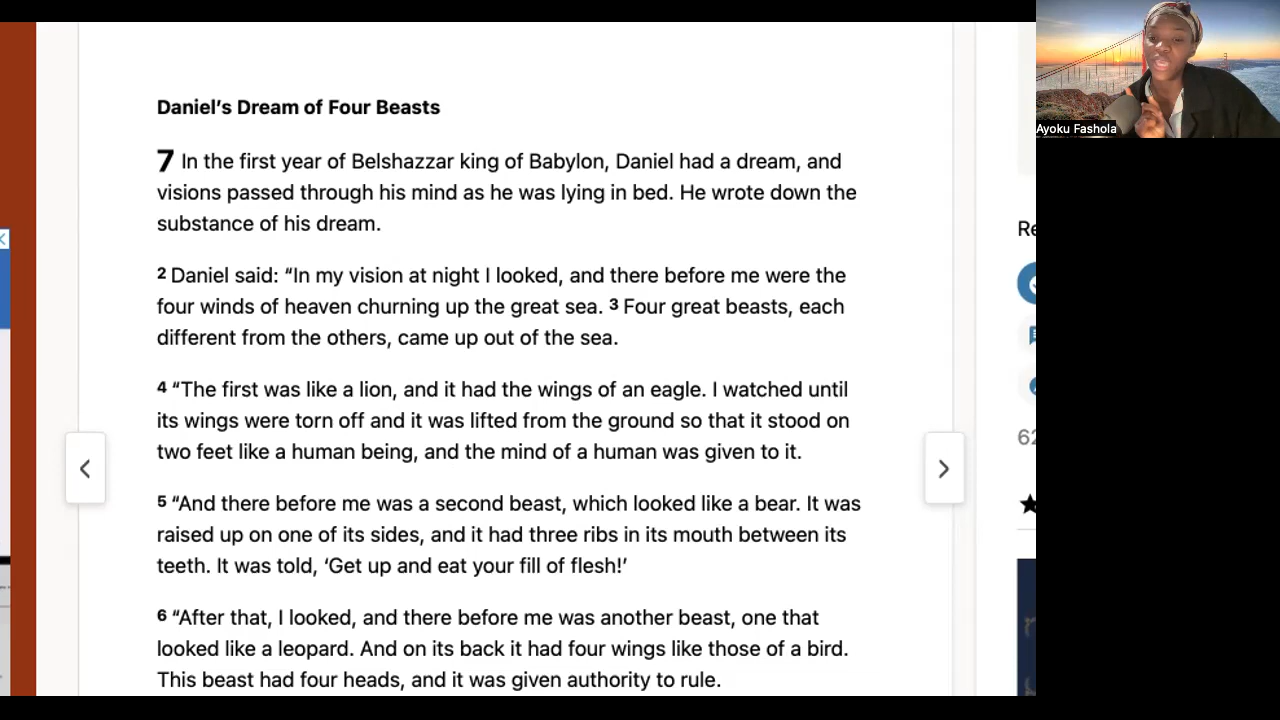 Daniel’s Dream of Four Beasts
7 In the first year of Belshazzar king of Babylon, Daniel had a dream, and
visions passed through his mind as he was lying in bed. He wrote down the
substance of his dream.
2 Daniel said: “In my vision at night I looked, and there before me were the
four winds of heaven churning up the great sea. 3 Four great beasts, each
different from the others, came up out of the sea.
4 “The first was like a lion, and it had the wings of an eagle. I watched until
its wings were torn off and it was lifted from the ground so that it stood on
two feet like a human being, and the mind of a human was given to it.
5 “And there before me was a second beast, which looked like a bear. It was
raised up on one of its sides, and it had three ribs in its mouth between its
teeth. It was told, ‘Get up and eat your fill of flesh!’
6 “After that, I looked, and there before me was another beast, one that
looked like a leopard. And on its back it had four wings like those of a bird.
This beast had four heads, and it was given authority to rule.
Ayoku Fashola
Re
62